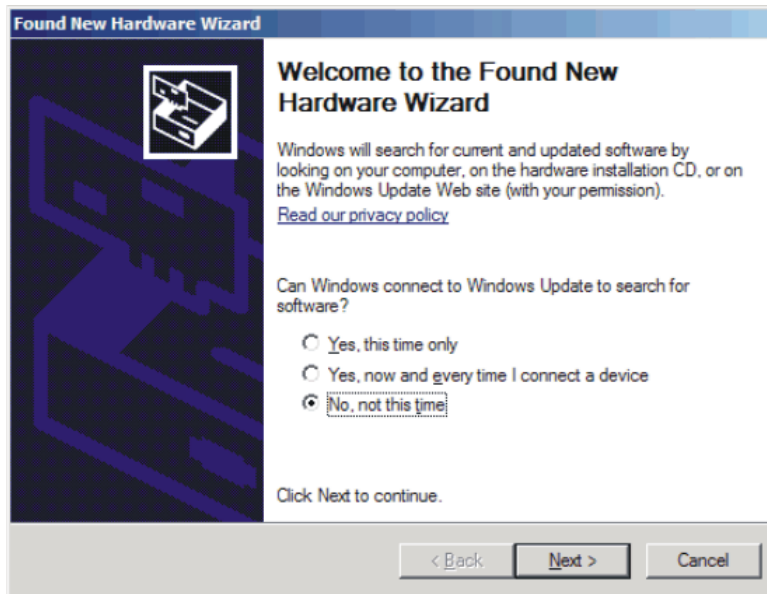 Found New Hardware Wizard
Welcome to the Found New
Hardware Wizard
Windows will search for current and updated software by
looking on your computer, on the hardware installation CD, or on
the Windows Update Web site (with your permission).
Read our privacy policy
Can Windows connect to Windows Update to search for
software?
Yes, this time only
Yes, now and every time I connect a device
No, not this time
Click Next to continue.
< Back
Next >
Cancel